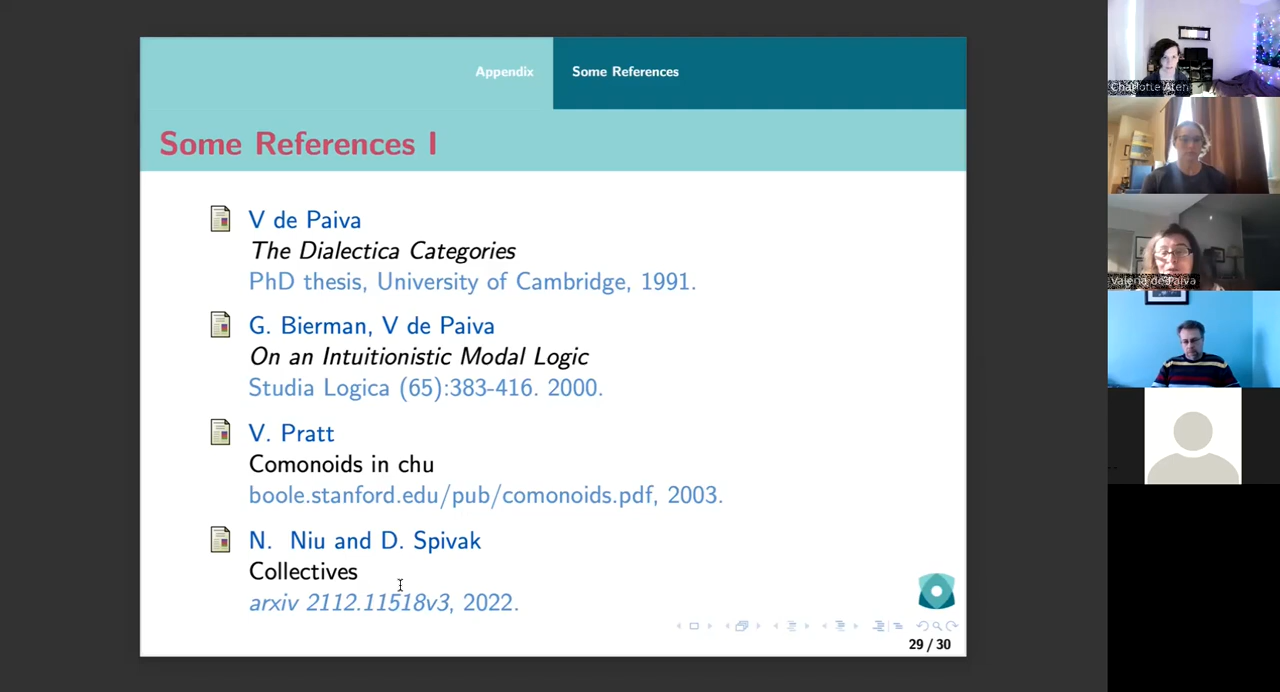 Appendix
Some References
Some References I
V de Paiva
The Dialectica Categories
PhD thesis, University of Cambridge, 1991.
G. Bierman, V de Paiva
On an Intuitionistic Modal Logic
Studia Logica (65):383-416. 2000.
V. Pratt
Comonoids in chu
boole.stanford.edu/pub/comonoids.pdf, 2003.
N. Niu and D. Spivak
Collectives
arxiv 2112.11518v3, 2022.
29 / 30
Charlotte Aten
Valeria de Paiva